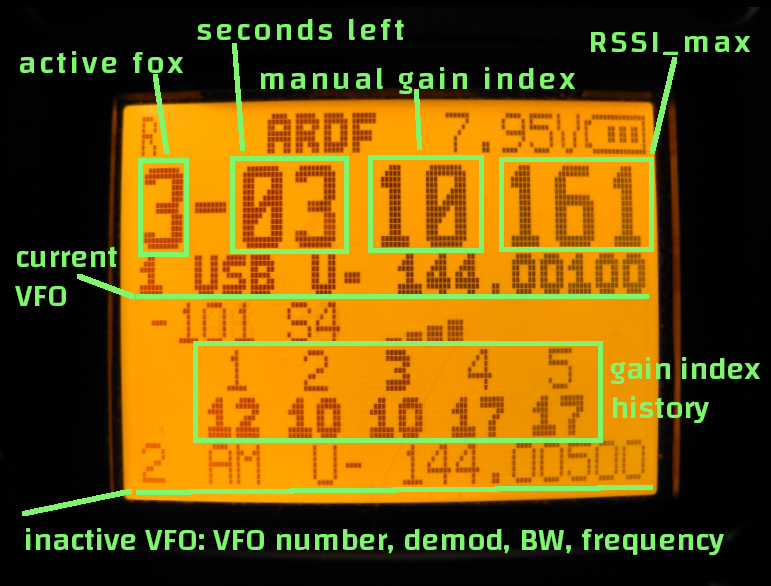 seconds left
RSSI_max
active fox
manual gain index
R ARDF 7.95V
3-03 10 161
current
VFO
1 USB U- 144.00100
-101 S4
1 2 3 4 5
12 10 10 17 17
gain index
history
2 AM U- 144.00500
inactive VFO: VFO number, demod, BW, frequency